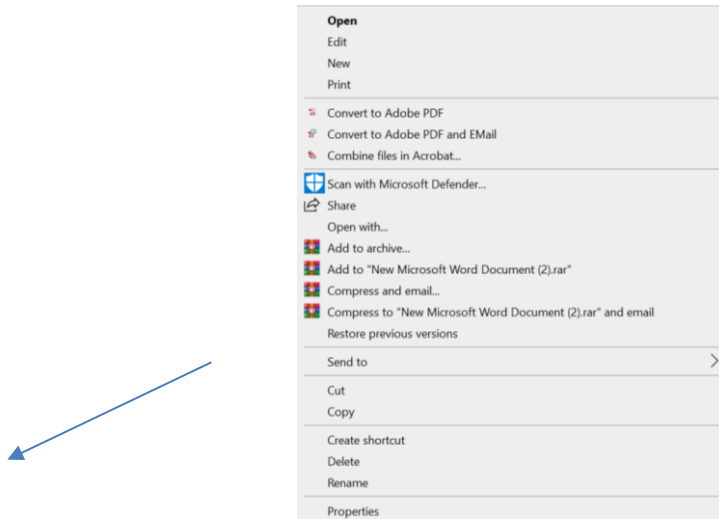 Open
Edit
New
Print
Convert to Adobe PDF
Convert to Adobe PDF and EMail
Combine files in Acrobat...
Scan with Microsoft Defender...
Share
Open with...
Add to archive...
Add to "New Microsoft Word Document (2).rar"
Compress and email...
Compress to "New Microsoft Word Document (2).rar" and email
Restore previous versions
Send to
Cut
Copy
Create shortcut
Delete
Rename
Properties